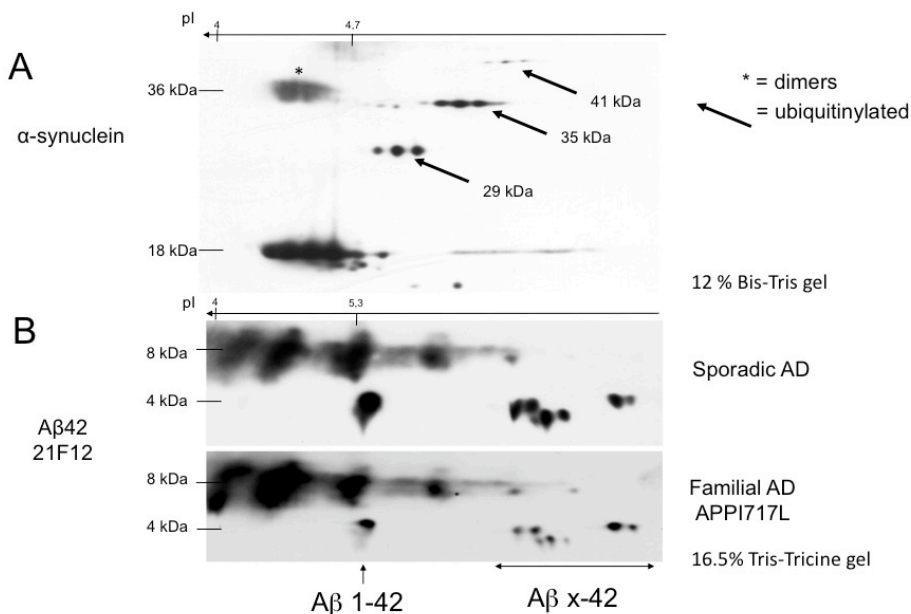 pI
4
4,7
A
*
36 kDa
41 kDa
* = dimers
= ubiquitinylated
α-synuclein
35 kDa
29 kDa
18 kDa
12 % Bis-Tris gel
pI
4
5,3
B
8 kDa
Sporadic AD
4 kDa
Aβ42
21F12
8 kDa
Familial AD
APPI717L
4 kDa
16.5% Tris-Tricine gel
Aβ 1-42
Aβ x-42